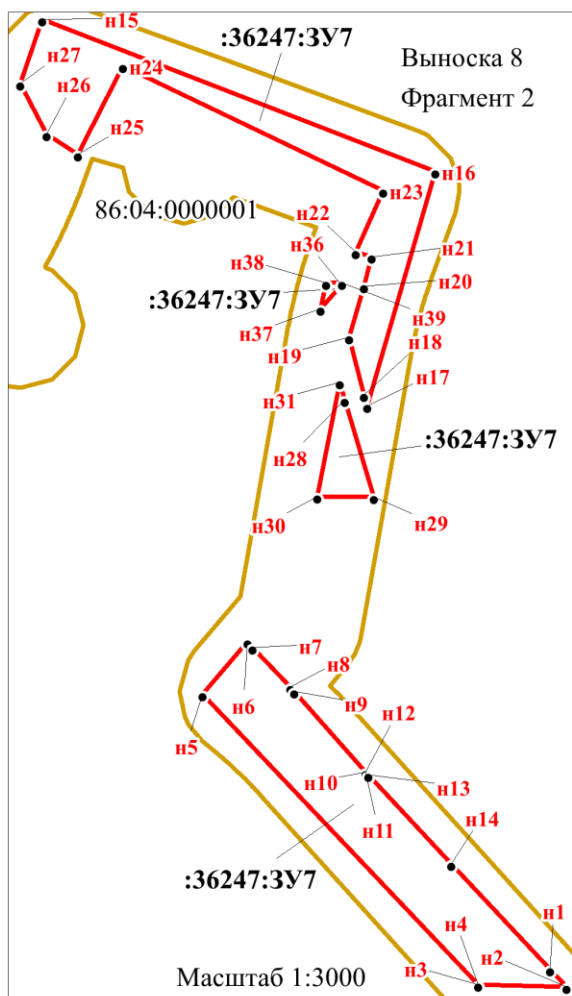 н15
:36247:ЗУ7
Выноска 8
н27
н24
Фрагмент 2
н26
н25
н16
н23
86:04:0000001
н22
н36
н21
н38
:36247:ЗУ7
н20
н37
н39
н19
н18
н31
н17
н28
:36247:ЗУ7
н30
н29
н7
н8
н6
н9
н5
н12
н10
н13
н11
н14
:36247:ЗУ7
н4
н1
н3
н2
Масштаб 1:3000